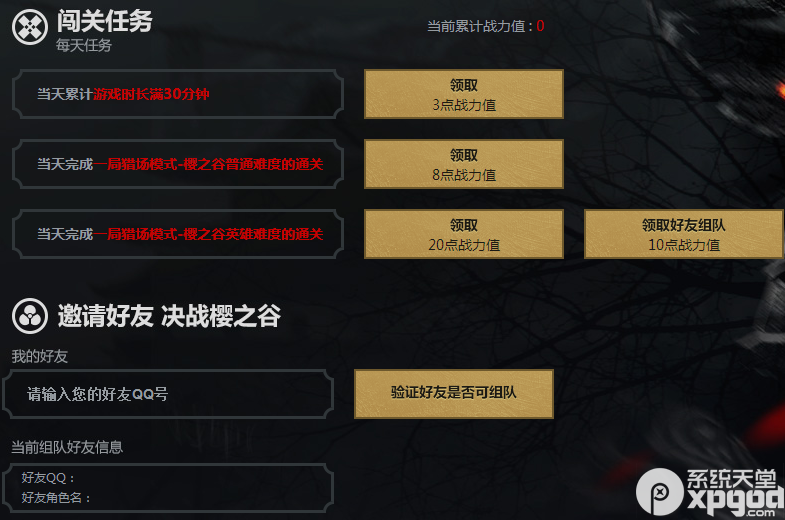 闯关任务
当前累计战力值：0
每天任务
当天累计游戏时长满30分钟
领取
3点战力值
当天完成一局猎场模式-樱之谷普通难度的通关
领取
8点战力值
当天完成一局猎场模式-樱之谷英雄难度的通关
领取
20点战力值
领取好友组队
10点战力值
邀请好友 决战樱之谷
我的好友
请输入您的好友QQ号
验证好友是否可组队
当前组队好友信息
好友QQ：
好友角色名：
系统天堂
xpgod
.com